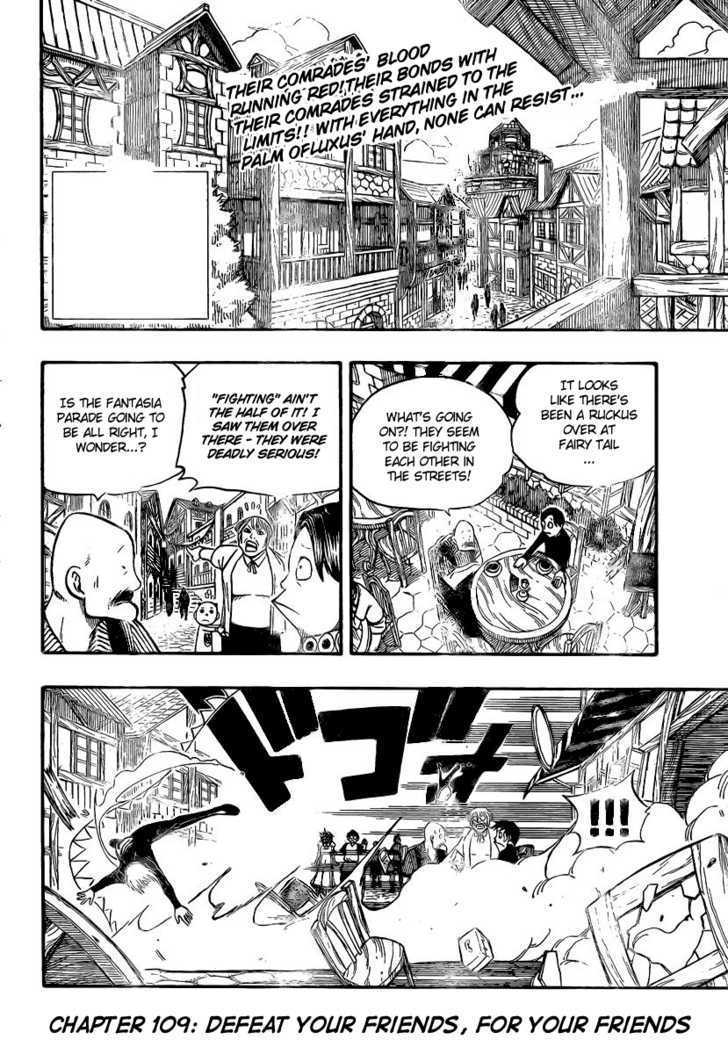 THEIR COMRADES' BLOOD
RUNNING RED! THEIR BONDS WITH
THEIR COMRADES STRAINED TO THE
LIMITS!! WITH EVERYTHING IN THE
PALM OFLUXUS' HAND, NONE CAN RESIST...
IT LOOKS
LIKE THERE'S
BEEN A RUCKUS
OVER AT
FAIRY TAIL
...
WHAT'S GOING
ON?! THEY SEEM
TO BE FIGHTING
EACH OTHER IN
THE STREETS!
"FIGHTING" AIN'T
THE HALF OF IT! I
SAW THEM OVER
THERE - THEY WERE
DEADLY SERIOUS!
IS THE FANTASIA
PARADE GOING TO
BE ALL RIGHT, I
WONDER...?
ドゴォ
!!!
CHAPTER 109: DEFEAT YOUR FRIENDS, FOR YOUR FRIENDS